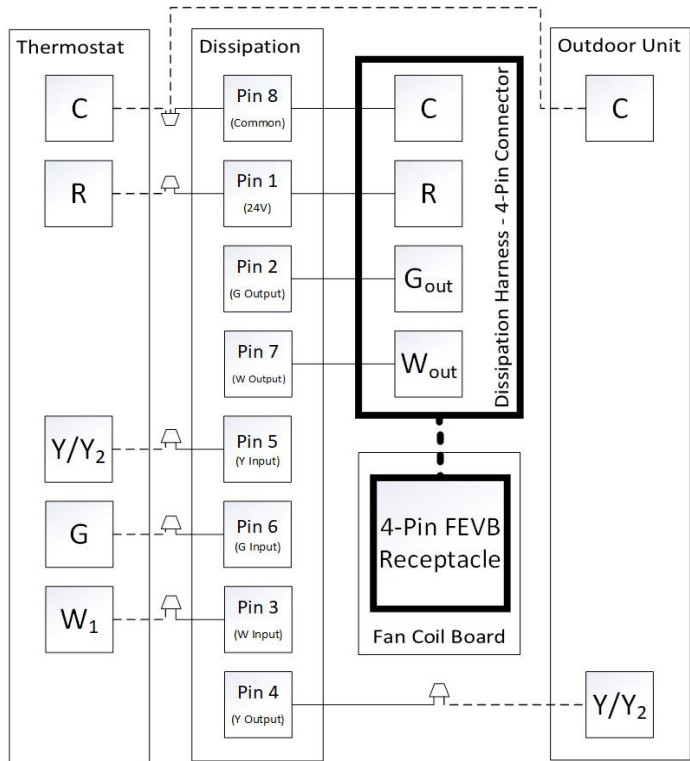 Thermostat
Dissipation
Outdoor Unit
C
Pin 8
(Common)
C
C
R
Pin 1
(24V)
R
Pin 2
(G Output)
Gout
Pin 7
(W Output)
Wout
Dissipation Harness - 4-Pin Connector
Y/Y2
Pin 5
(Y Input)
G
Pin 6
(G Input)
4-Pin FEVB
Receptacle
W1
Pin 3
(W Input)
Fan Coil Board
Pin 4
(Y Output)
Y/Y2